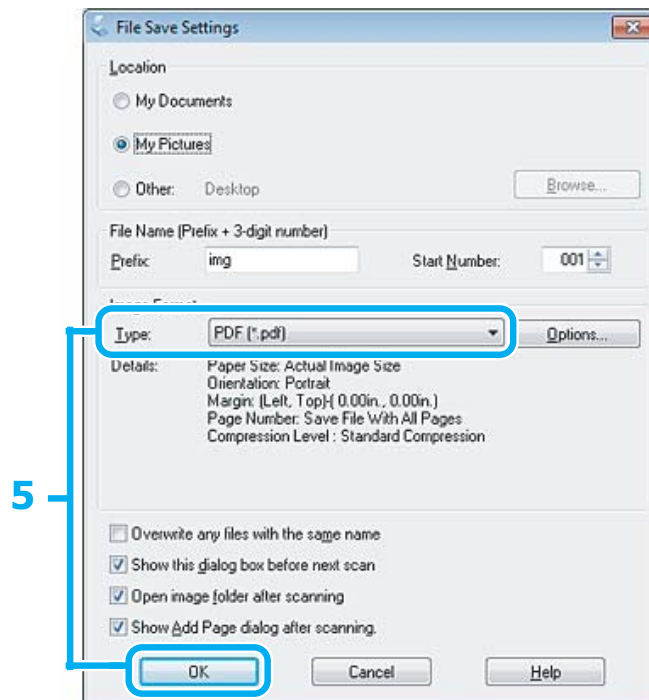 File Save Settings
Location
My Documents
My Pictures
Other: Desktop Browse...
File Name (Prefix + 3-digit number)
Prefix: img Start Number: 001
Image Format
Type: PDF (*.pdf) Options...
Details: Paper Size: Actual Image Size
Orientation: Portrait
Margin: (Left, Top)-( 0.00in., 0.00in.)
Page Number: Save File With All Pages
Compression Level : Standard Compression
5
Overwrite any files with the same name
Show this dialog box before next scan
Open image folder after scanning
Show Add Page dialog after scanning.
OK Cancel Help